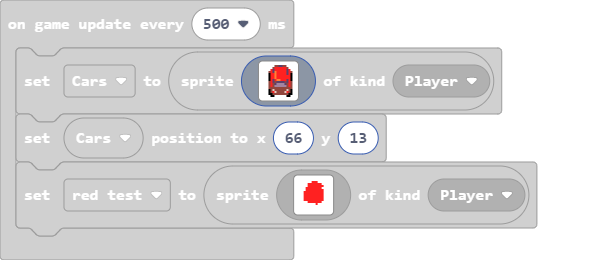 on game update every 500 ms
set Cars to sprite of kind Player
set Cars position to x 66 y 13
set red test to sprite of kind Player